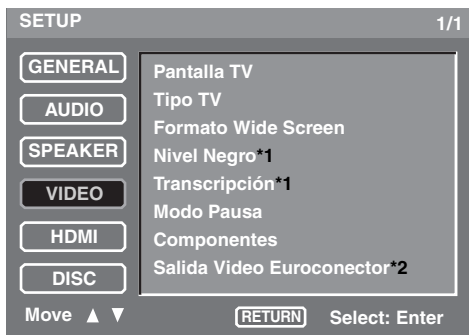 SETUP 1/1
GENERAL
AUDIO
SPEAKER
VIDEO
HDMI
DISC
Pantalla TV
Tipo TV
Formato Wide Screen
Nivel Negro*1
Transcripción*1
Modo Pausa
Componentes
Salida Video Euroconector*2
Move ▲ ▼ RETURN Select: Enter